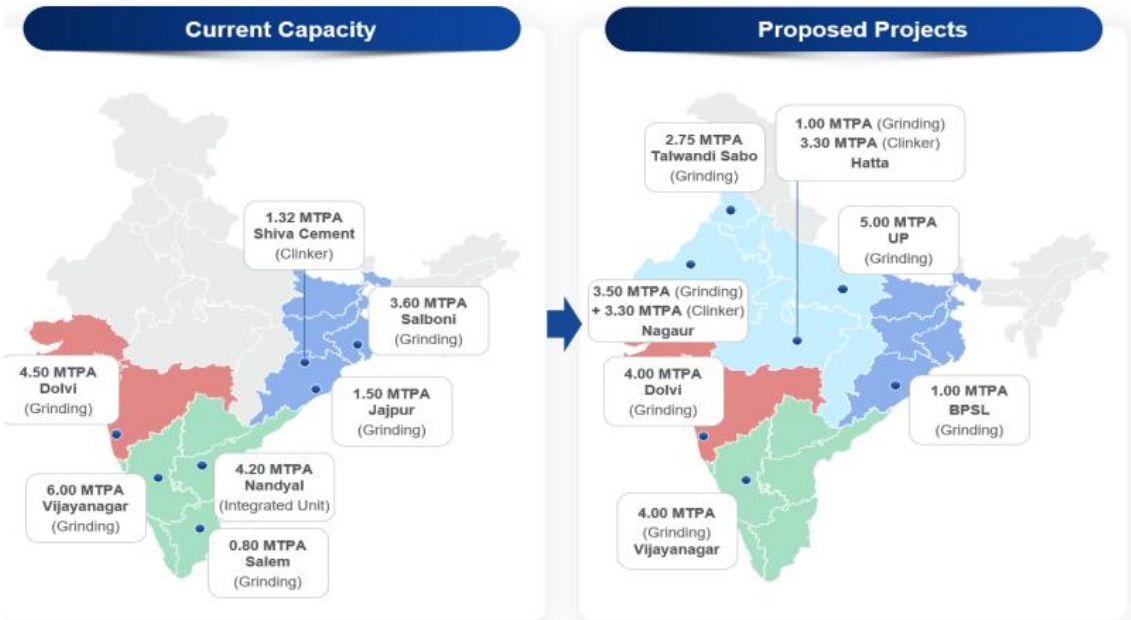 Current Capacity
1.32 MTPA
Shiva Cement
(Clinker)
3.60 MTPA
Salboni
(Grinding)
4.50 MTPA
Dolvi
(Grinding)
1.50 MTPA
Jajpur
(Grinding)
6.00 MTPA
Vijayanagar
(Grinding)
4.20 MTPA
Nandyal
(Integrated Unit)
0.80 MTPA
Salem
(Grinding)
Proposed Projects
2.75 MTPA
Talwandi Sabo
(Grinding)
1.00 MTPA (Grinding)
3.30 MTPA (Clinker)
Hatta
5.00 MTPA
UP
(Grinding)
3.50 MTPA (Grinding)
+ 3.30 MTPA (Clinker)
Nagaur
4.00 MTPA
Dolvi
(Grinding)
1.00 MTPA
BPSL
(Grinding)
4.00 MTPA
(Grinding)
Vijayanagar